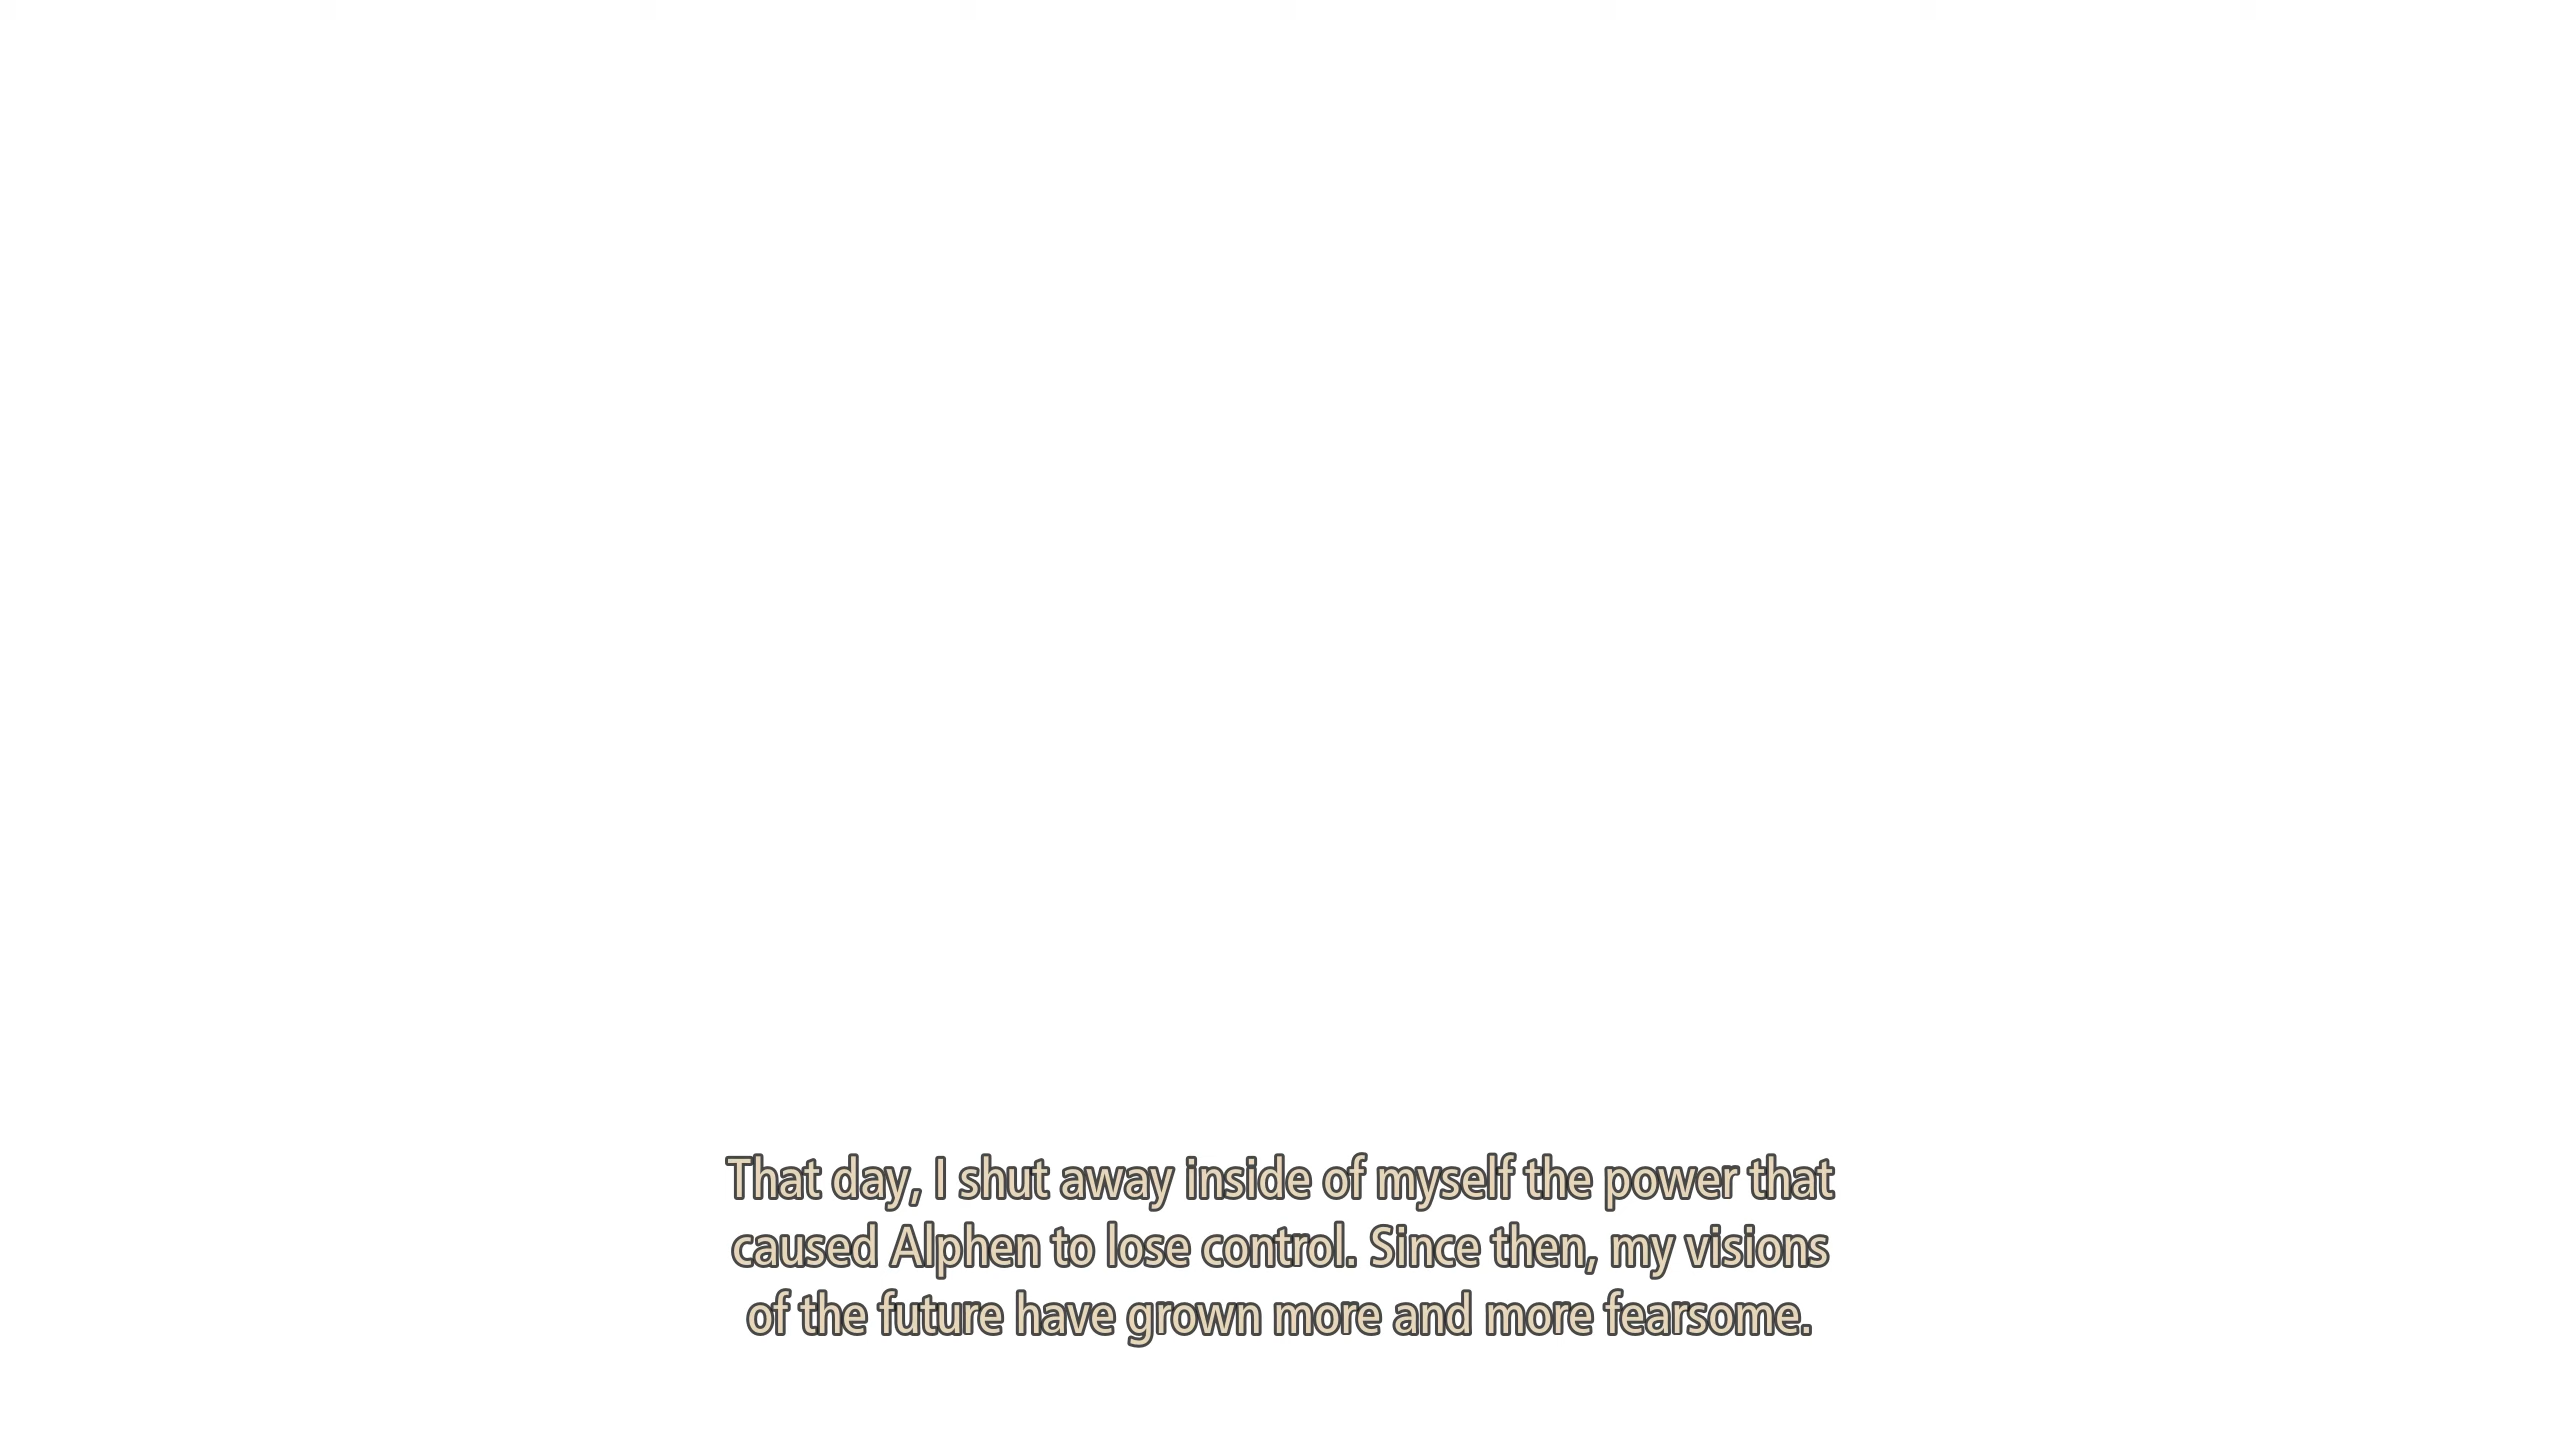 That day, I shut away inside of myself the power that
caused Alphen to lose control. Since then, my visions
of the future have grown more and more fearsome.